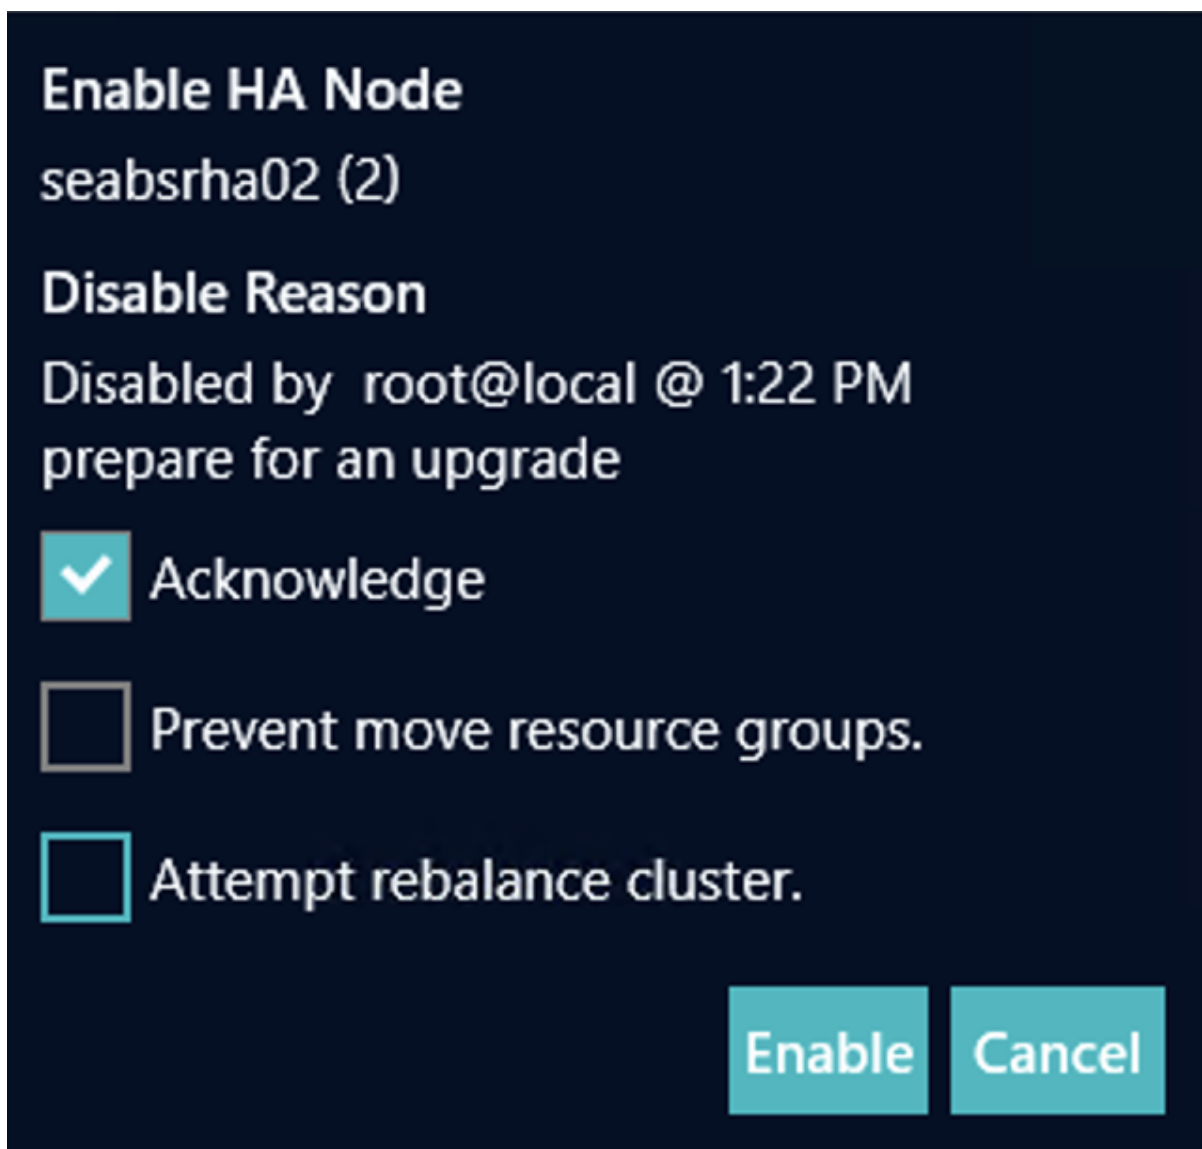 Enable HA Node
seabsrha02 (2)
Disable Reason
Disabled by  root@local @ 1:22 PM
prepare for an upgrade
Acknowledge
Prevent move resource groups.
Attempt rebalance cluster.
Enable Cancel